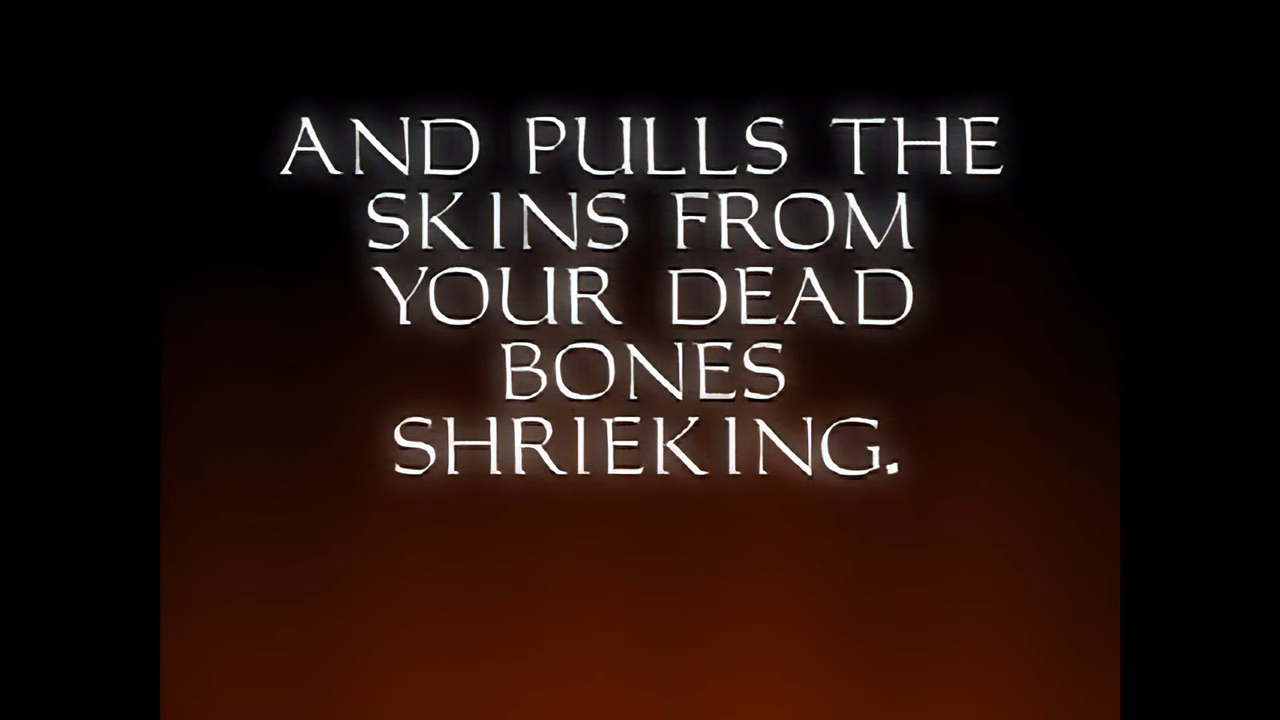 AND PULLS THE
SKINS FROM
YOUR DEAD
BONES
SHRIEKING.